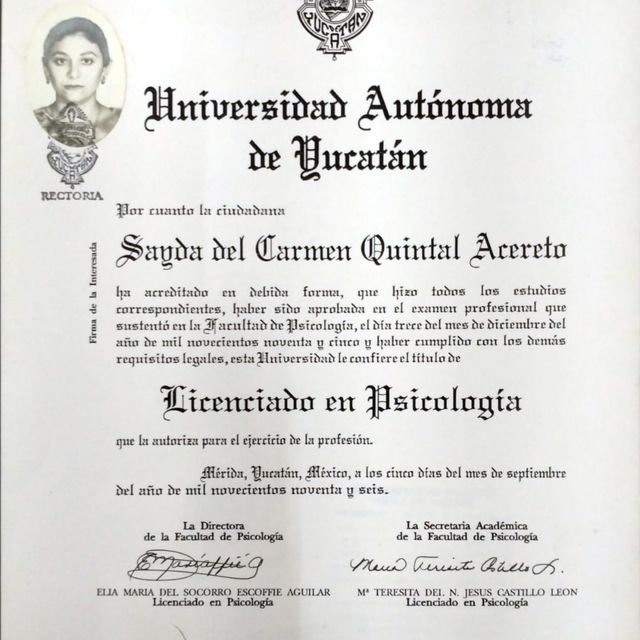 YUCATAN
Universidad Autónoma
de Yucatán
RECTORIA
Por cuanto la ciudadana
Sayda del Carmen Quintal Acereto
Firma de la Interesada
ha acreditado en debida forma, que hizo todos los estudios
correspondientes, haber sido aprobada en el examen profesional que
sustentó en la Facultad de Psicología, el día trece del mes de diciembre del
año de mil novecientos noventa y cinco y haber cumplido con los demás
requisitos legales, esta Universidad le confiere el título de
Licenciado en Psicología
que la autoriza para el ejercicio de la profesión.
Mérida, Yucatán, México, a los cinco días del mes de septiembre
del año de mil novecientos noventa y seis.
La Directora
de la Facultad de Psicología
ELIA MARIA DEL SOCORRO ESCOFFIE AGUILAR
Licenciado en Psicología
La Secretaria Académica
de la Facultad de Psicología
Maria Teresita Castillo L.
Mª TERESITA DEL N. JESUS CASTILLO LEON
Licenciado en Psicología